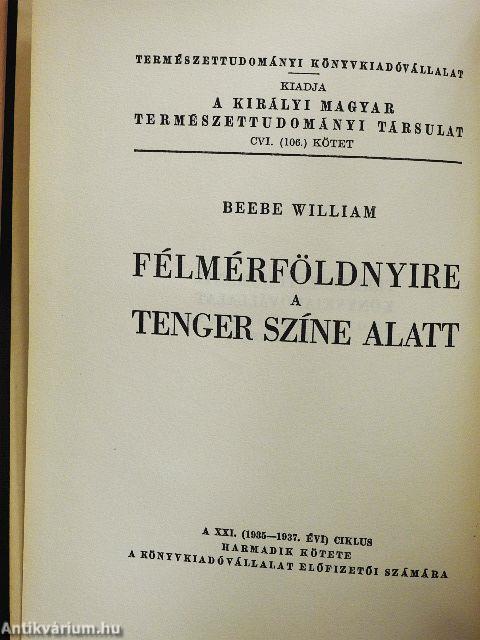 TERMÉSZETTUDOMÁNYI KÖNYVKIADÓVÁLLALAT
KIADJA
A KIRÁLYI MAGYAR
TERMÉSZETTUDOMÁNYI TÁRSULAT
CVI. (106.) KÖTET
BEEBE WILLIAM
FÉLMÉRFÖLDNYIRE
A
TENGER SZÍNE ALATT
A XXI. (1935—1937. ÉVI) CIKLUS
HARMADIK KÖTETE
A KÖNYVKIADÓVÁLLALAT ELŐFIZETŐI SZÁMÁRA
Antikvárium.hu